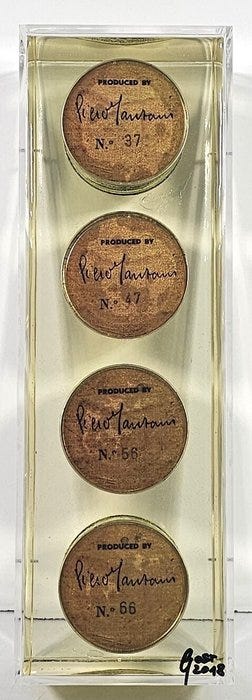 PRODUCED BY
Piero Manzoni
N.º 37
PRODUCED BY
Piero Manzoni
N.º 47
PRODUCED BY
Piero Manzoni
N.º 56
PRODUCED BY
Piero Manzoni
N.º 66
2018